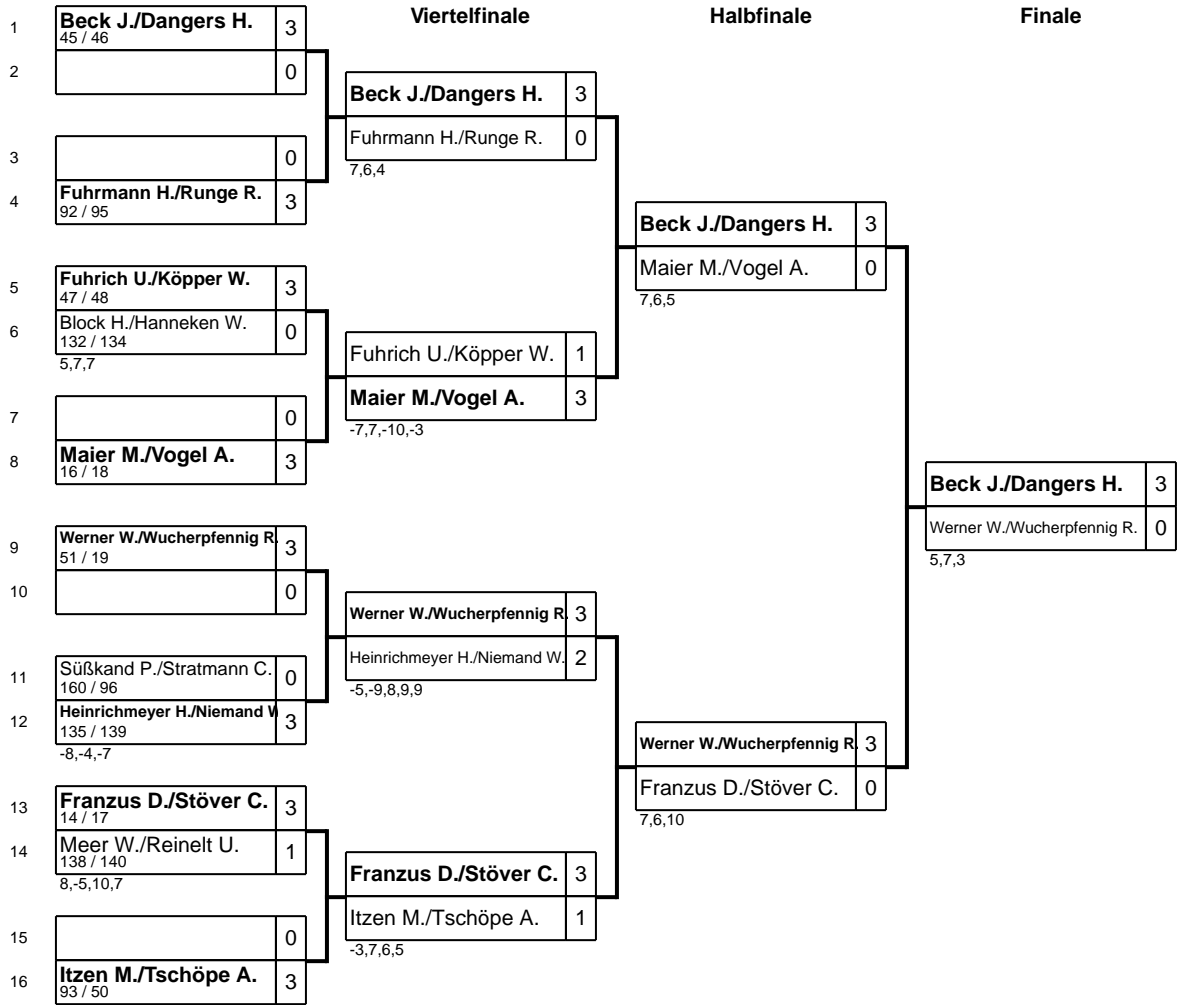 Viertelfinale Halbfinale Finale
1 Beck J./Dangers H. 3
45 / 46
2 0
3 0
4 Fuhrmann H./Runge R. 3
92 / 95
5 Fuhrich U./Köpper W. 3
47 / 48
6 Block H./Hanneken W. 0
132 / 134
5,7,7
7 0
8 Maier M./Vogel A. 3
16 / 18
9 Werner W./Wucherpfennig R. 3
51 / 19
10 0
11 Süßkand P./Stratmann C. 0
160 / 96
12 Heinrichmeyer H./Niemand W 3
135 / 139
-8,-4,-7
13 Franzus D./Stöver C. 3
14 / 17
14 Meer W./Reinelt U. 1
138 / 140
8,-5,10,7
15 0
16 Itzen M./Tschöpe A. 3
93 / 50
Beck J./Dangers H. 3
Fuhrmann H./Runge R. 0
7,6,4
Fuhrich U./Köpper W. 1
Maier M./Vogel A. 3
-7,7,-10,-3
Werner W./Wucherpfennig R. 3
Heinrichmeyer H./Niemand W. 2
-5,-9,8,9,9
Franzus D./Stöver C. 3
Itzen M./Tschöpe A. 1
-3,7,6,5
Beck J./Dangers H. 3
Maier M./Vogel A. 0
7,6,5
Werner W./Wucherpfennig R. 3
Franzus D./Stöver C. 0
7,6,10
Beck J./Dangers H. 3
Werner W./Wucherpfennig R. 0
5,7,3